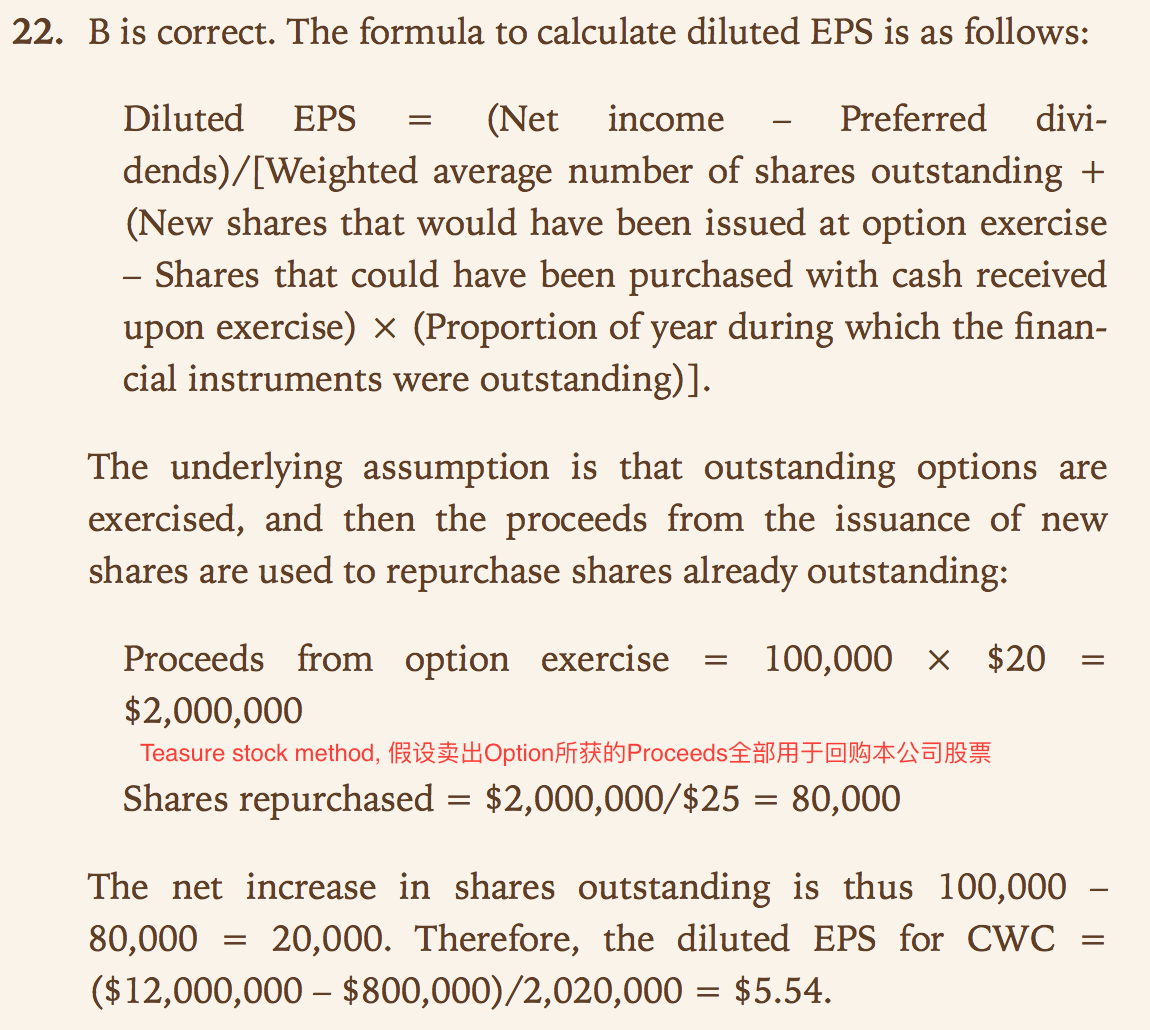 22. B is correct. The formula to calculate diluted EPS is as follows:
Diluted EPS = (Net income – Preferred divi-
dends)/[Weighted average number of shares outstanding +
(New shares that would have been issued at option exercise
– Shares that could have been purchased with cash received
upon exercise) × (Proportion of year during which the finan-
cial instruments were outstanding)].
The underlying assumption is that outstanding options are
exercised, and then the proceeds from the issuance of new
shares are used to repurchase shares already outstanding:
Proceeds from option exercise = 100,000 × $20 =
$2,000,000
Teasure stock method, 假设卖出Option所获的Proceeds全部用于回购本公司股票
Shares repurchased = $2,000,000/$25 = 80,000
The net increase in shares outstanding is thus 100,000 –
80,000 = 20,000. Therefore, the diluted EPS for CWC =
($12,000,000 – $800,000)/2,020,000 = $5.54.